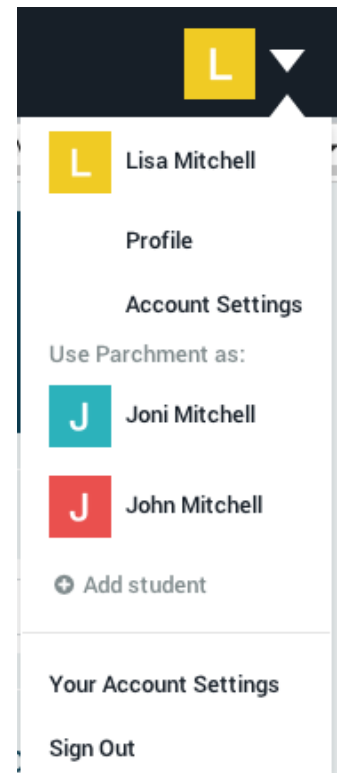 L
L Lisa Mitchell
Profile
Account Settings
Use Parchment as:
J Joni Mitchell
J John Mitchell
Add student
Your Account Settings
Sign Out